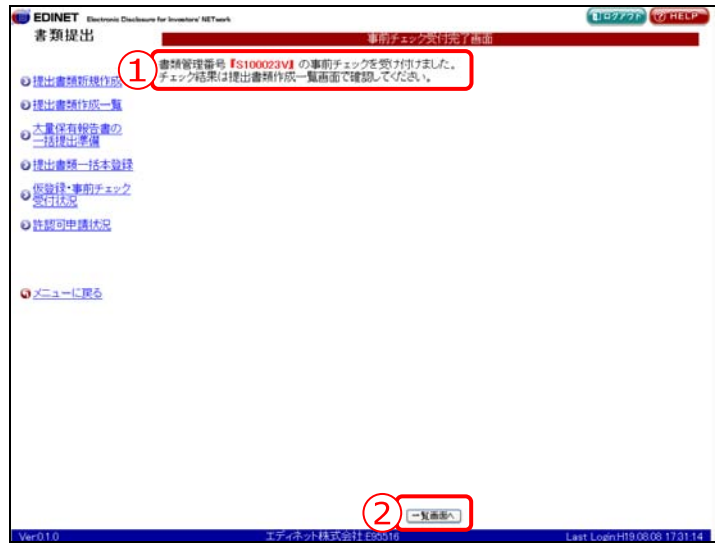 EDINET Electronic Disclosure for Investors' NETwork
ログアウト
HELP
書類提出
事前チェック受付完了画面
①
書類管理番号『S100023V』の事前チェックを受け付けました。
チェック結果は提出書類作成一覧画面で確認してください。
提出書類新規作成
提出書類作成一覧
大量保有報告書の
一括提出準備
提出書類一括本登録
仮登録・事前チェック
受付状況
許認可申請状況
メニューに戻る
②
一覧画面へ
Ver0.1.0
エディネット株式会社 E95516
Last Login:H19.08.08 17:31:14